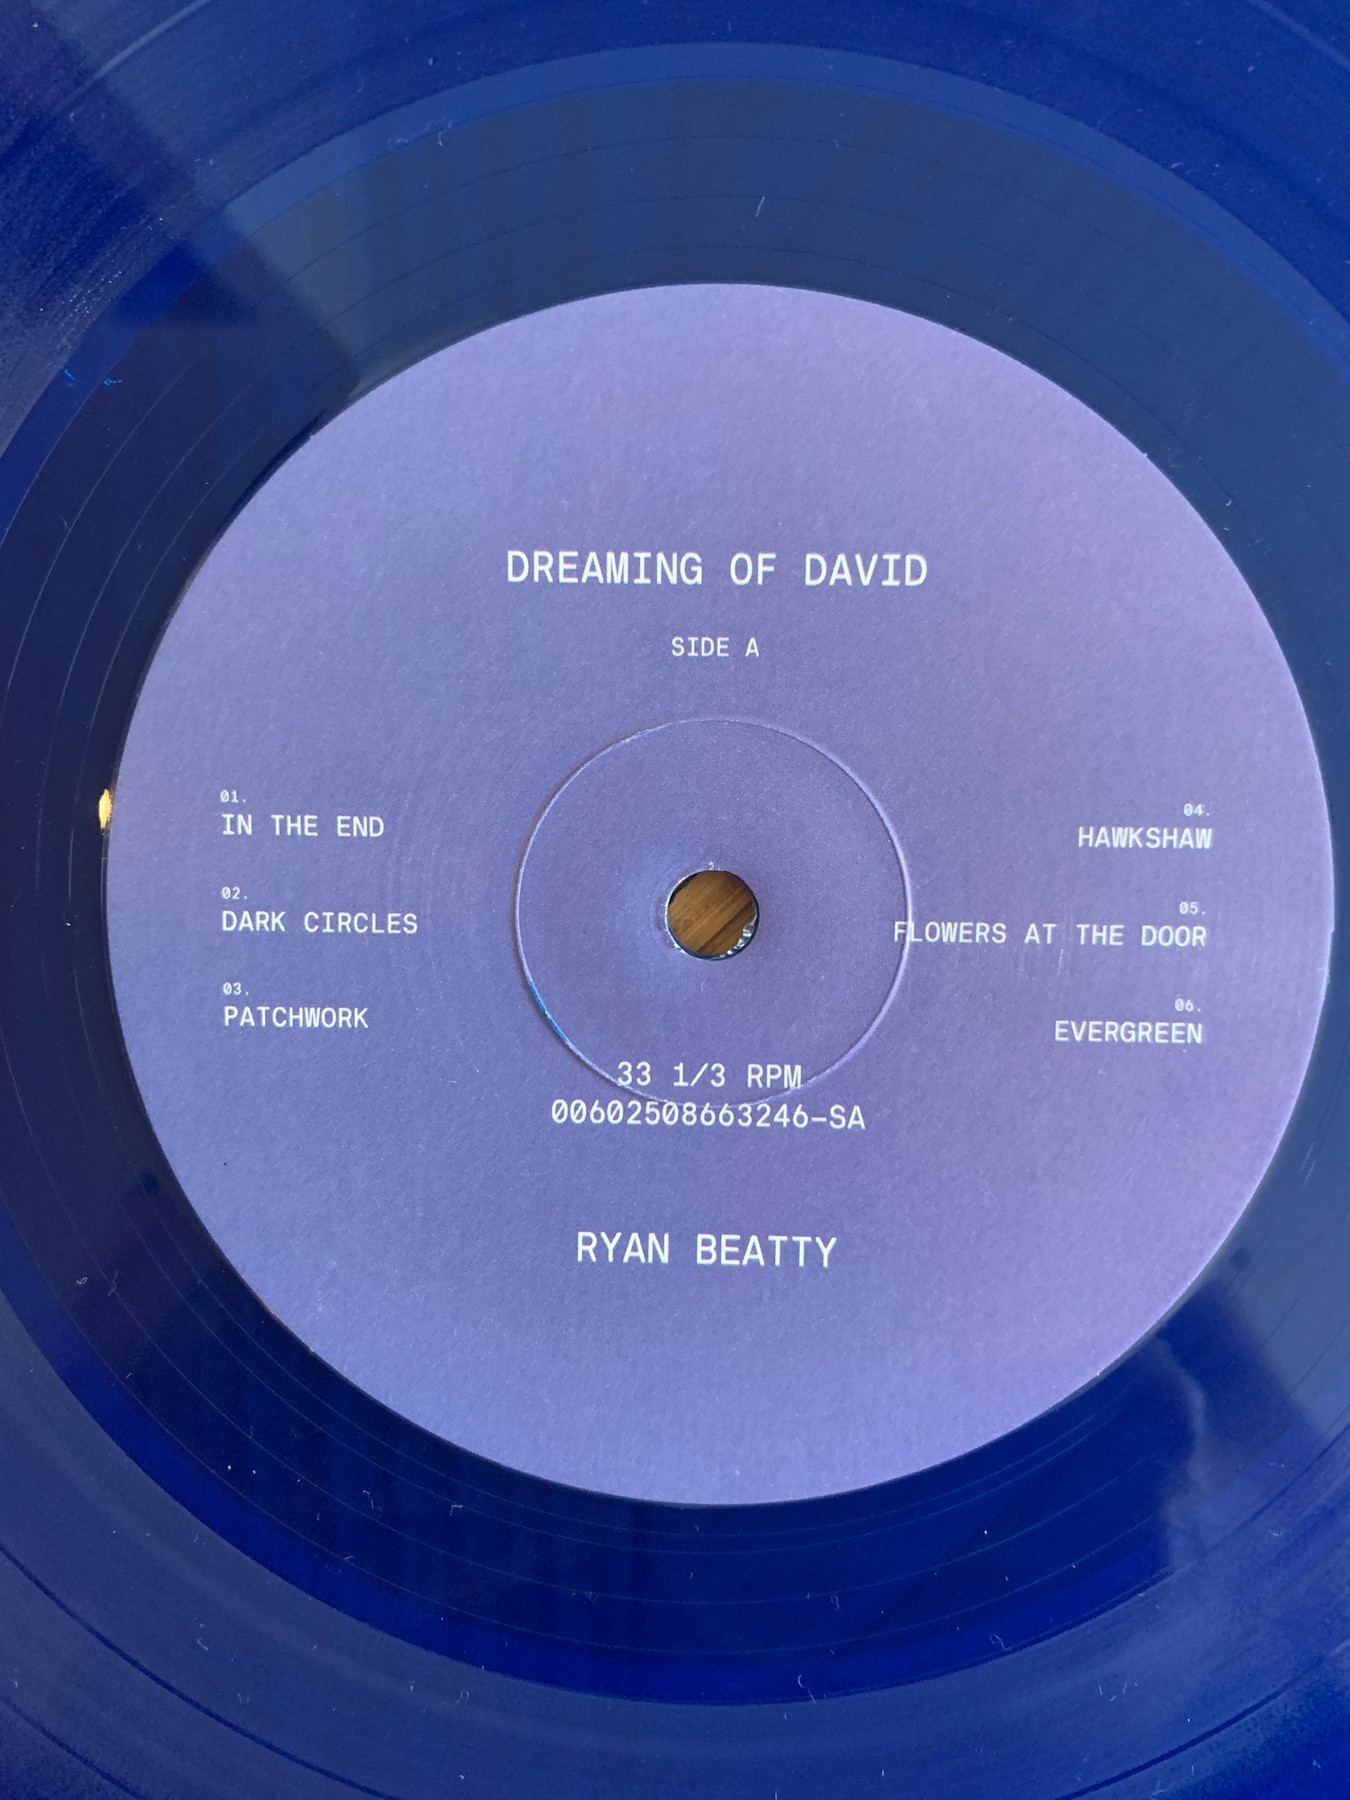 DREAMING OF DAVID
SIDE A
01.
IN THE END
02.
DARK CIRCLES
03.
PATCHWORK
04.
HAWKSHAW
05.
FLOWERS AT THE DOOR
06.
EVERGREEN
33 1/3 RPM
00602508663246-SA
RYAN BEATTY